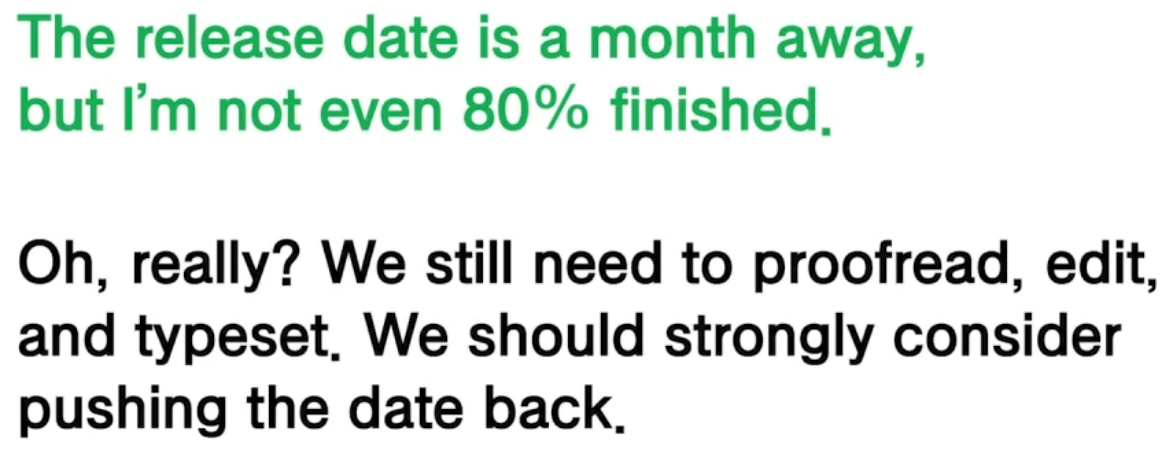 The release date is a month away,
but I'm not even 80% finished.
Oh, really? We still need to proofread, edit,
and typeset. We should strongly consider
pushing the date back.